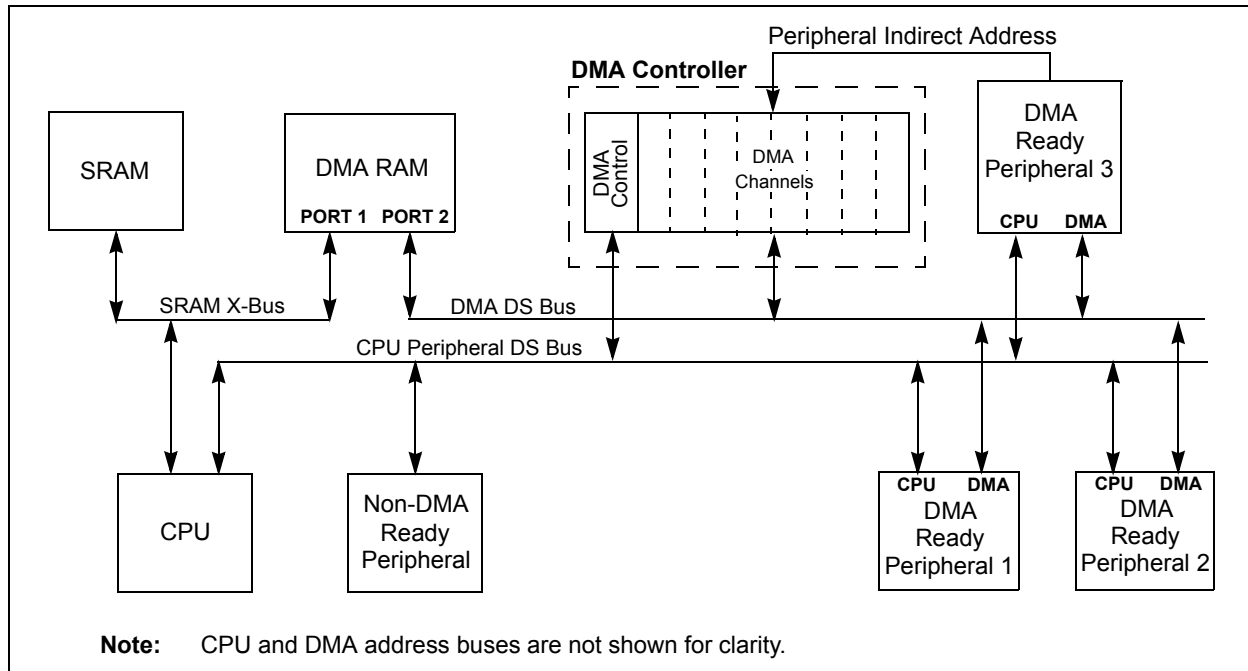 Peripheral Indirect Address
DMA Controller
SRAM
DMA RAM
PORT 1 PORT 2
DMA
Control
DMA
Channels
DMA
Ready
Peripheral 3
CPU DMA
SRAM X-Bus
DMA DS Bus
CPU Peripheral DS Bus
CPU
Non-DMA
Ready
Peripheral
CPU DMA
DMA
Ready
Peripheral 1
CPU DMA
DMA
Ready
Peripheral 2
Note: CPU and DMA address buses are not shown for clarity.